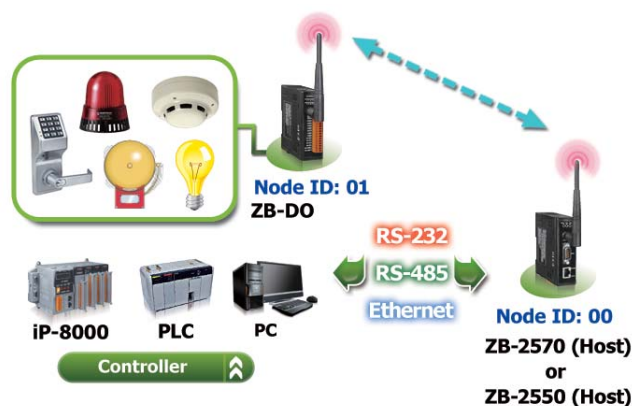 Node ID: 01
ZB-DO
RS-232
RS-485
Ethernet
iP-8000
PLC
PC
Controller
Node ID: 00
ZB-2570 (Host)
or
ZB-2550 (Host)